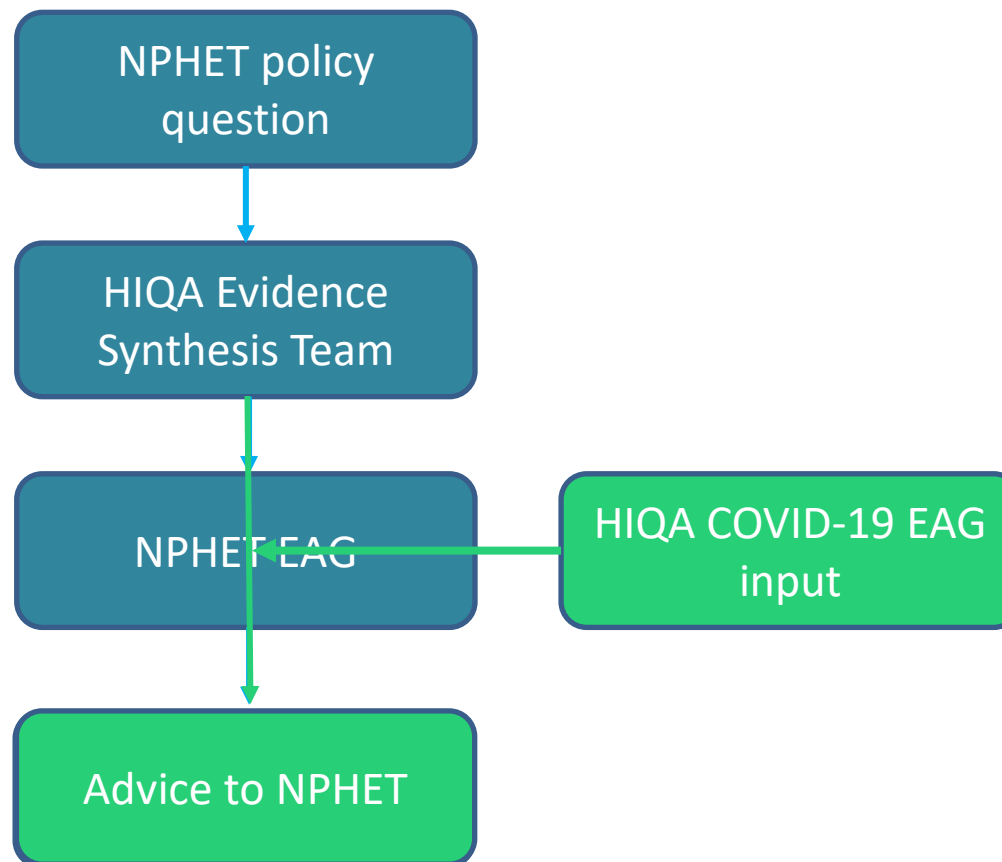 NPHET policy
question
HIQA Evidence
Synthesis Team
NPHET EAG
HIQA COVID-19 EAG
input
Advice to NPHET